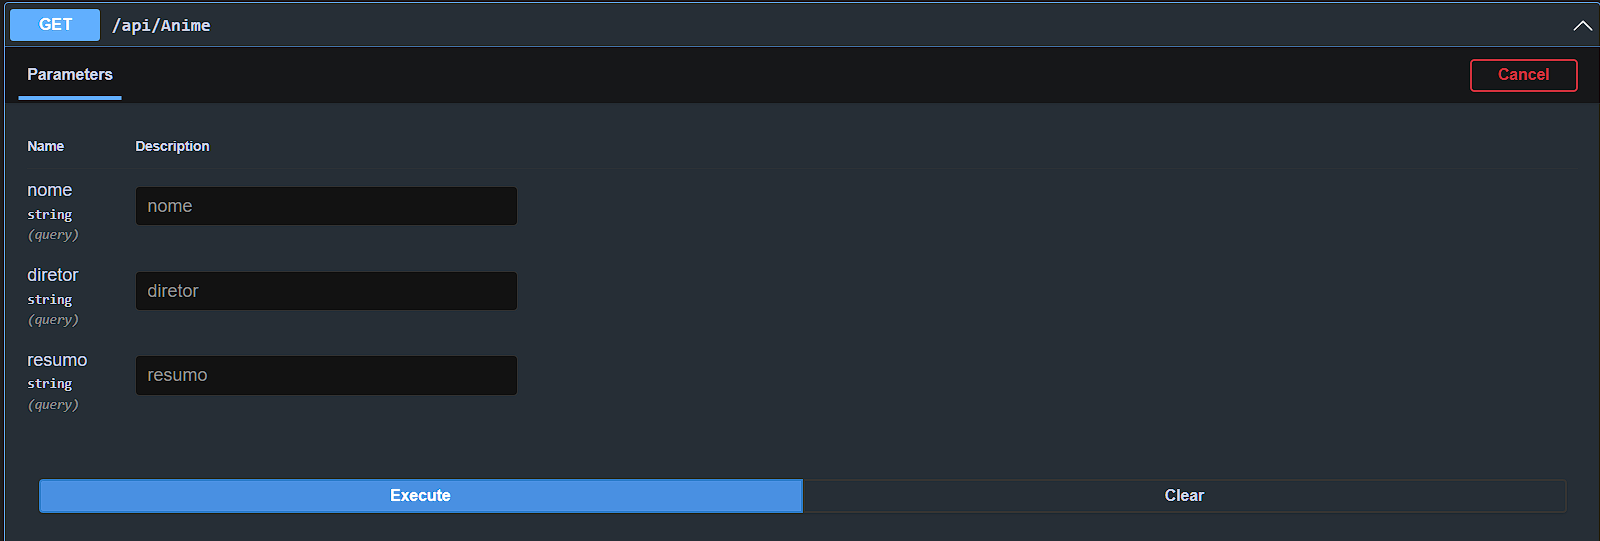 GET /api/Anime
Parameters
Cancel
Name Description
nome
string
(query)
nome
diretor
string
(query)
diretor
resumo
string
(query)
resumo
Execute
Clear